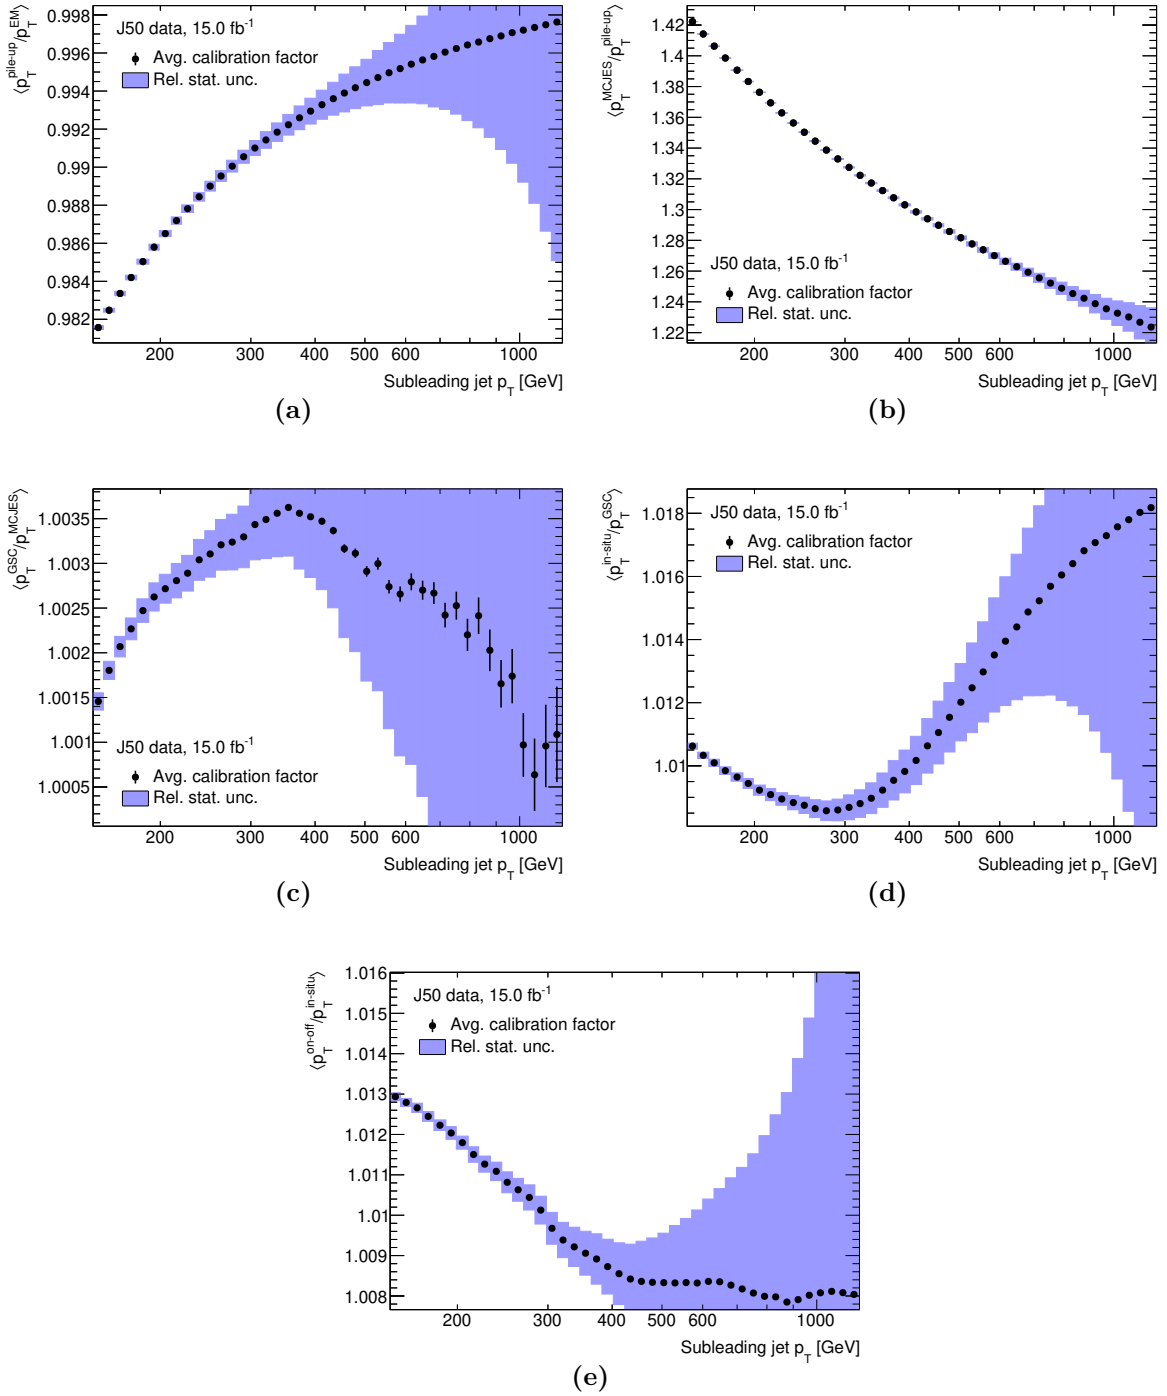 ⟨p_T^pile-up/p_T^EM⟩
J50 data, 15.0 fb⁻¹
Avg. calibration factor
Rel. stat. unc.
0.998
0.996
0.994
0.992
0.99
0.988
0.986
0.984
0.982
200 300 400 500 600 1000
Subleading jet p_T [GeV]
(a)
⟨p_T^MCJES/p_T^pile-up⟩
1.42
1.4
1.38
1.36
1.34
1.32
1.3
1.28
1.26
1.24
1.22
J50 data, 15.0 fb⁻¹
Avg. calibration factor
Rel. stat. unc.
200 300 400 500 600 1000
Subleading jet p_T [GeV]
(b)
⟨p_T^GSC/p_T^MCJES⟩
1.0035
1.003
1.0025
1.002
1.0015
1.001
1.0005
J50 data, 15.0 fb⁻¹
Avg. calibration factor
Rel. stat. unc.
200 300 400 500 600 1000
Subleading jet p_T [GeV]
(c)
⟨p_T^in-situ/p_T^GSC⟩
J50 data, 15.0 fb⁻¹
Avg. calibration factor
Rel. stat. unc.
1.018
1.016
1.014
1.012
1.01
200 300 400 500 600 1000
Subleading jet p_T [GeV]
(d)
⟨p_T^on-off/p_T^in-situ⟩
J50 data, 15.0 fb⁻¹
Avg. calibration factor
Rel. stat. unc.
1.016
1.015
1.014
1.013
1.012
1.011
1.01
1.009
1.008
200 300 400 500 600 1000
Subleading jet p_T [GeV]
(e)